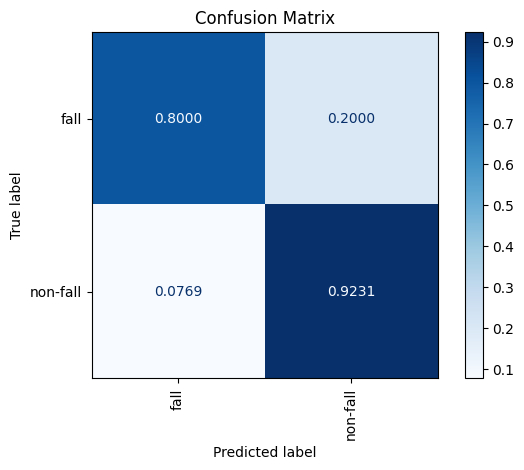 Confusion Matrix
True label
fall
0.8000
0.2000
non-fall
0.0769
0.9231
fall
non-fall
Predicted label
0.9
0.8
0.7
0.6
0.5
0.4
0.3
0.2
0.1